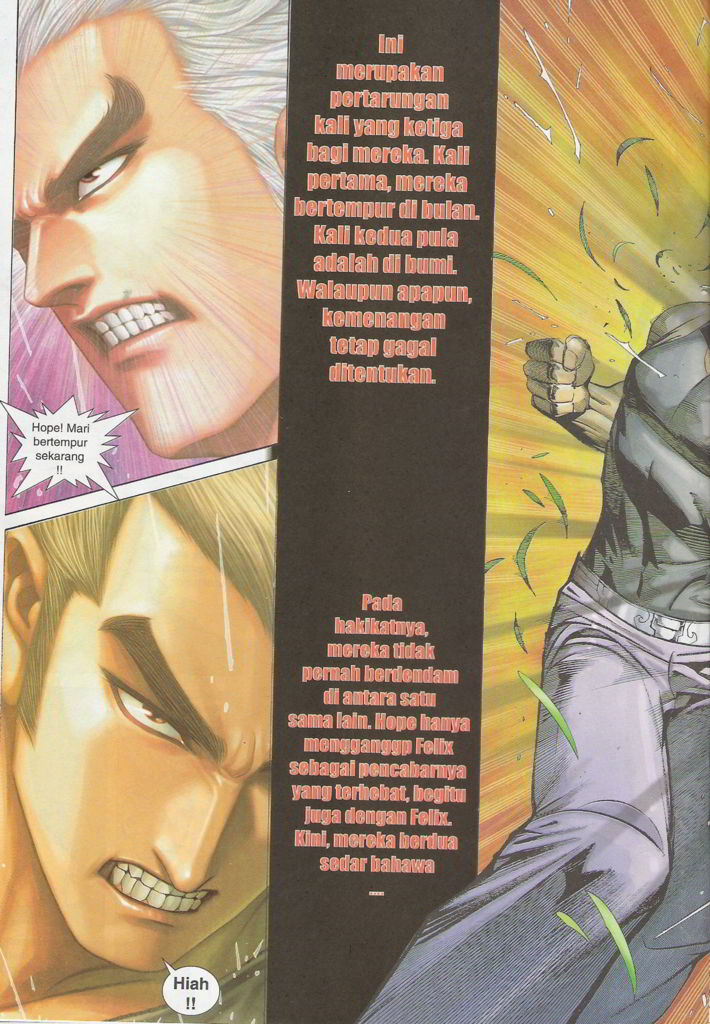 Ini
merupakan
pertarungan
kali yang ketiga
bagi mereka. Kali
pertama, mereka
bertempur di bulan.
Kali kedua pula
adalah di bumi.
Walaupun apapun,
kemenangan
tetap gagal
ditentukan.
Hope! Mari
bertempur
sekarang
!!
Pada
hakikatnya,
mereka tidak
pernah berdendam
di antara satu
sama lain. Hope hanya
mengganggp Felix
sebagai pencabarnya
yang terhebat, begitu
juga dengan Felix.
Kini, mereka berdua
sedar bahawa
....
Hiah
!!